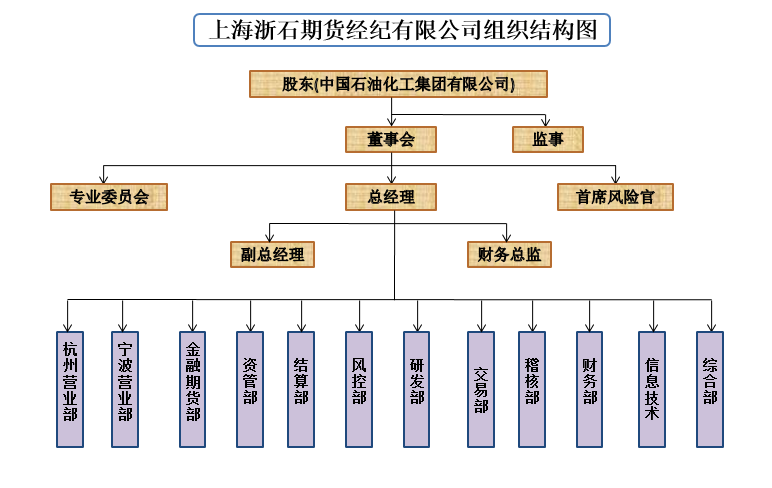 上海浙石期货经纪有限公司组织结构图
股东(中国石油化工集团有限公司)
董事会
监事
专业委员会
总经理
首席风险官
副总经理
财务总监
杭州营业部
宁波营业部
金融期货部
资管部
结算部
风控部
研发部
交易部
稽核部
财务部
信息技术
综合部